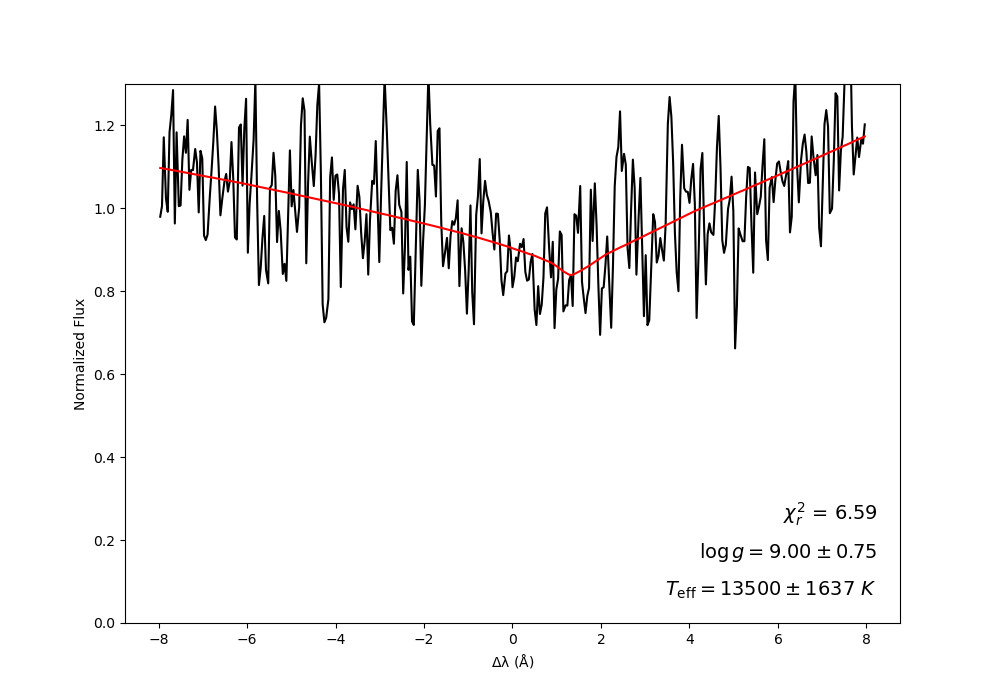 1.2
1.0
0.8
0.6
0.4
0.2
0.0
Normalized Flux
χ²ᵣ = 6.59
log g = 9.00 ± 0.75
T_eff = 13500 ± 1637 K
−8 −6 −4 −2 0 2 4 6 8
Δλ (Å)